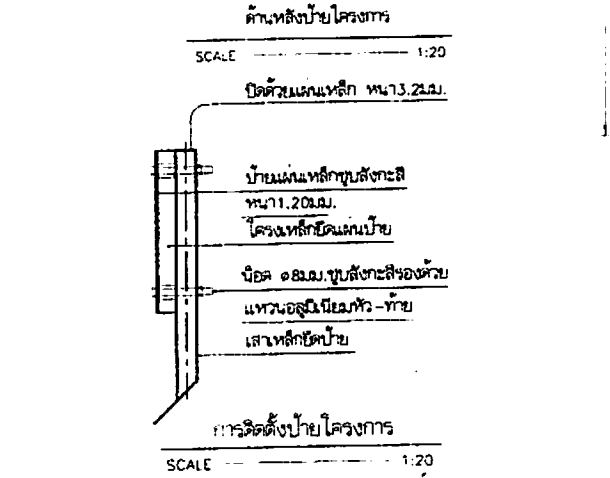 ด้านหลังป้ายโครงการ
SCALE 1:20
ปิดด้วยแผ่นเหล็ก หนา3.2มม.
ป้ายแผ่นเหล็กชุบสังกะสี
หนา1.20มม.
โครงเหล็กยึดแผ่นป้าย
น๊อต ø8มม.ชุบสังกะสีรองด้วย
แหวนอลูมิเนียมหัว-ท้าย
เสาเหล็กยึดป้าย
การติดตั้งป้ายโครงการ
SCALE 1:20